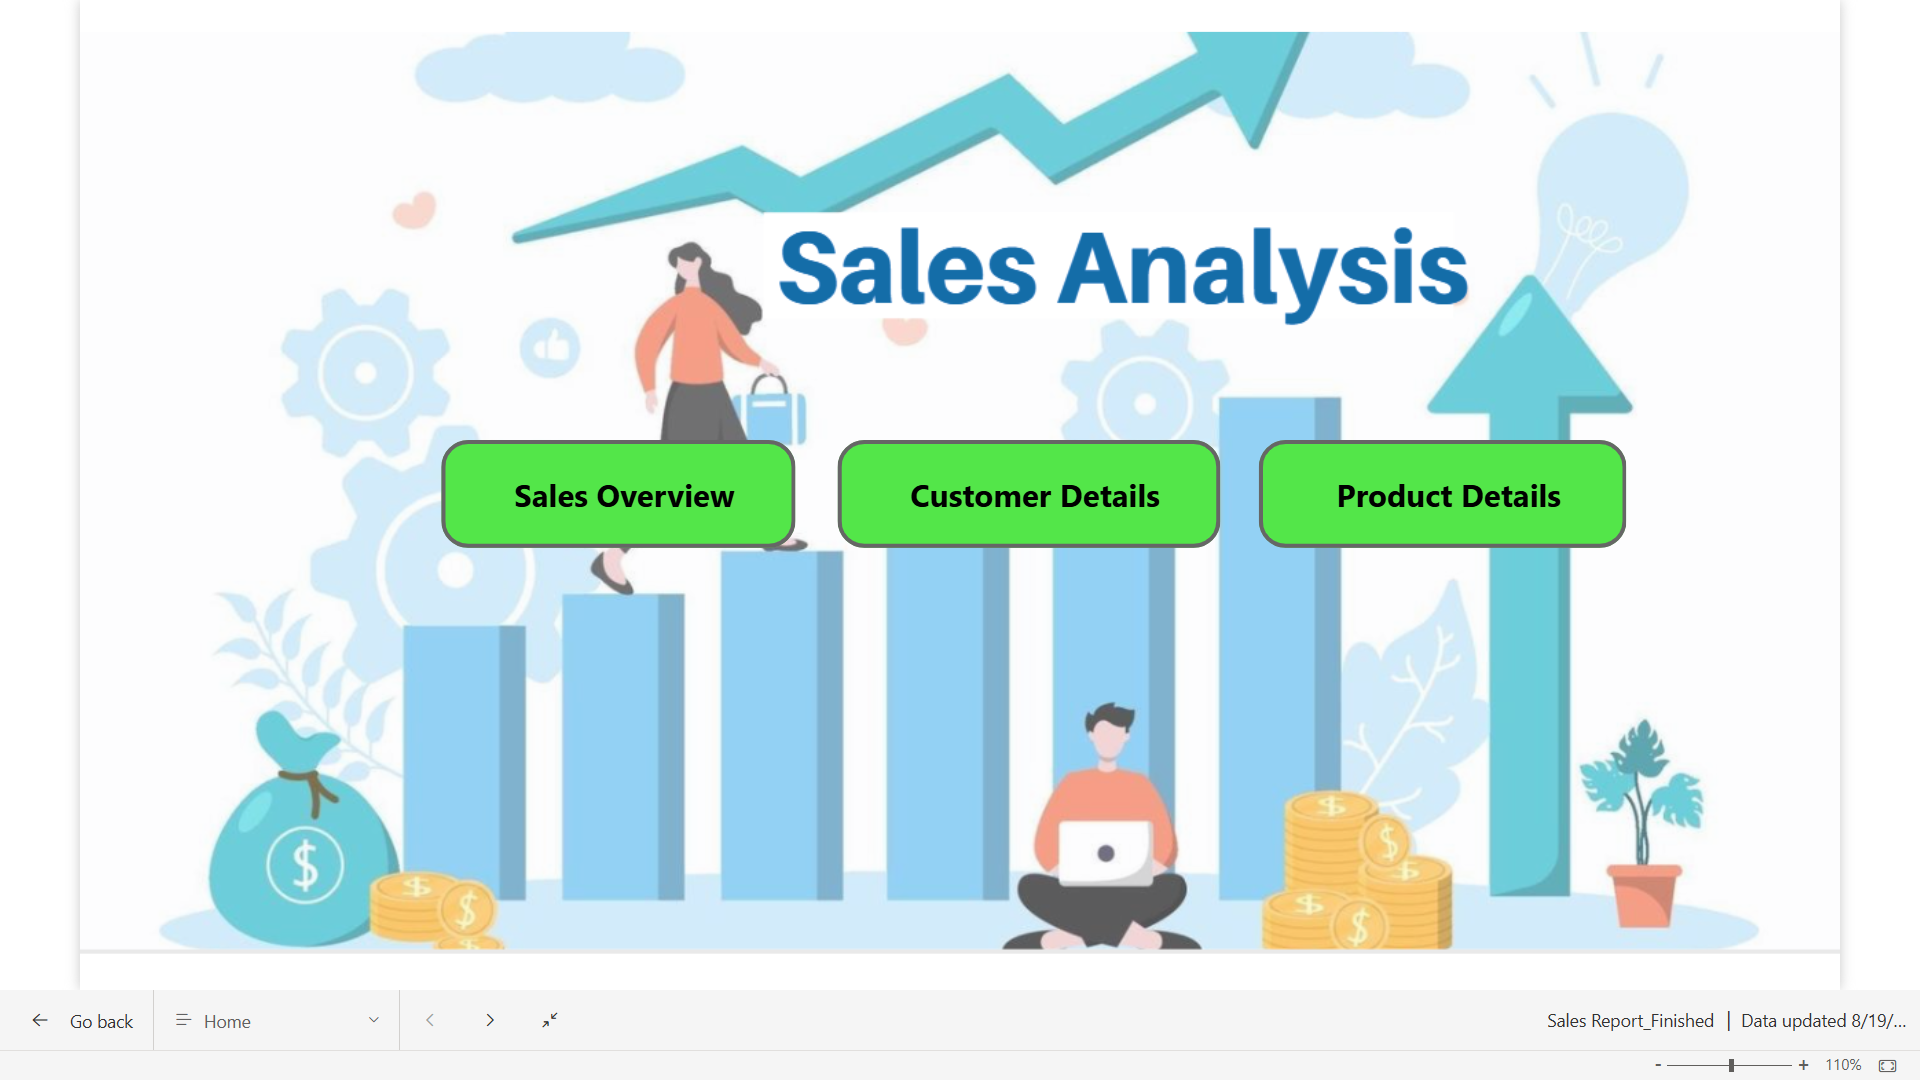 Sales Analysis
Sales Overview
Customer Details
Product Details
$
$
$
$
$
$
$
$
$
$
Go back
Home
Sales Report_Finished | Data updated 8/19/...
- + 110%